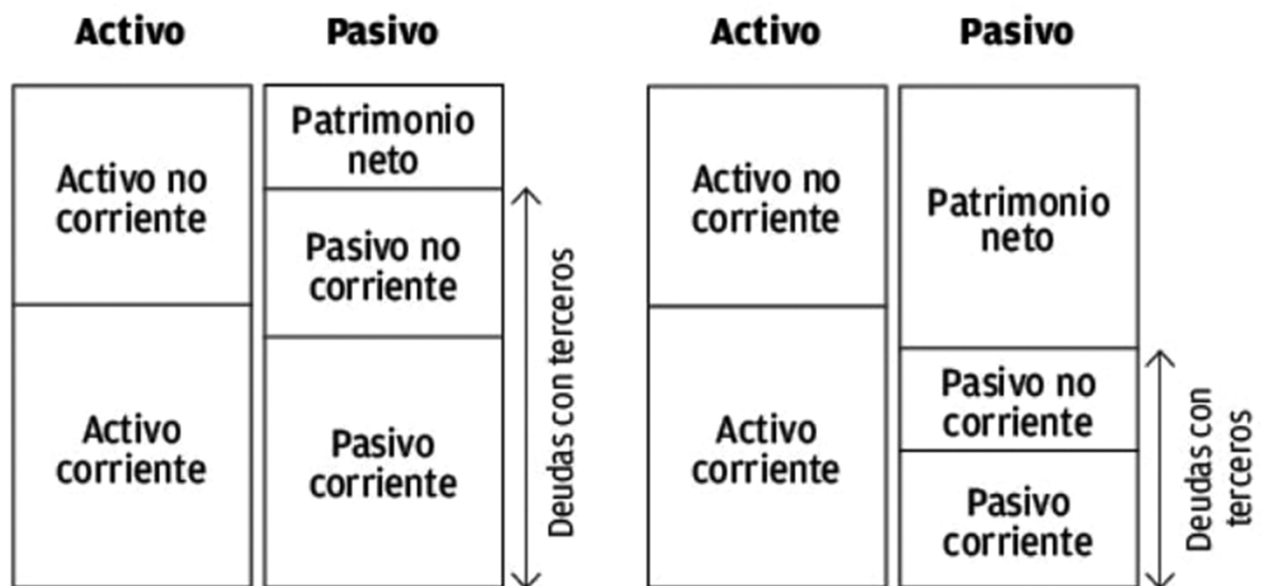 Activo
Pasivo
Activo no
corriente
Activo
corriente
Patrimonio
neto
Pasivo no
corriente
Pasivo
corriente
Deudas con terceros
Activo
Pasivo
Activo no
corriente
Activo
corriente
Patrimonio
neto
Pasivo no
corriente
Pasivo
corriente
Deudas con
terceros